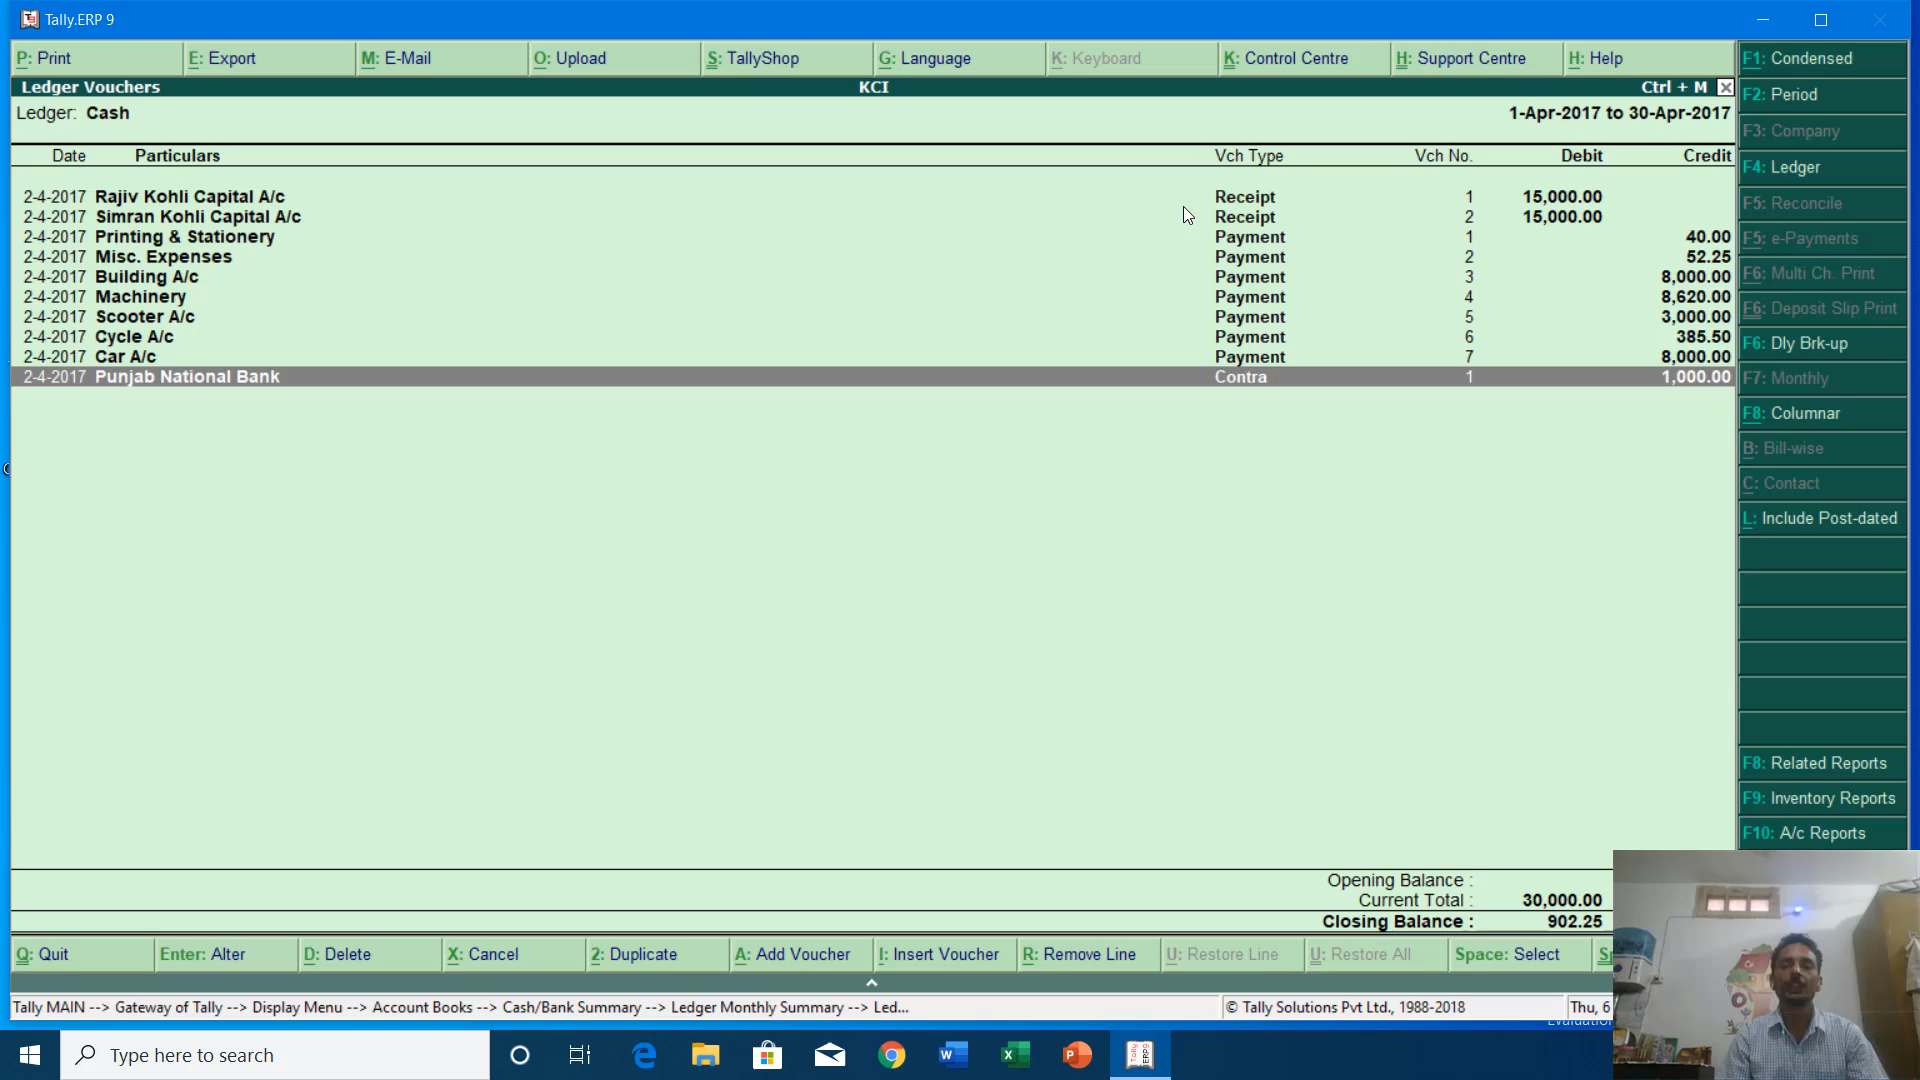 Tally.ERP 9
P: Print E: Export M: E-Mail O: Upload S: TallyShop G: Language K: Keyboard K: Control Centre H: Support Centre H: Help
Ledger Vouchers KCI Ctrl + M
Ledger: Cash 1-Apr-2017 to 30-Apr-2017
Date Particulars Vch Type Vch No. Debit Credit
2-4-2017 Rajiv Kohli Capital A/c Receipt 1 15,000.00
2-4-2017 Simran Kohli Capital A/c Receipt 2 15,000.00
2-4-2017 Printing & Stationery Payment 1 40.00
2-4-2017 Misc. Expenses Payment 2 52.25
2-4-2017 Building A/c Payment 3 8,000.00
2-4-2017 Machinery Payment 4 8,620.00
2-4-2017 Scooter A/c Payment 5 3,000.00
2-4-2017 Cycle A/c Payment 6 385.50
2-4-2017 Car A/c Payment 7 8,000.00
2-4-2017 Punjab National Bank Contra 1 1,000.00
Opening Balance :
Current Total : 30,000.00
Closing Balance : 902.25
F1: Condensed
F2: Period
F3: Company
F4: Ledger
F5: Reconcile
F5: e-Payments
F6: Multi Ch. Print
F6: Deposit Slip Print
F6: Dly Brk-up
F7: Monthly
F8: Columnar
B: Bill-wise
C: Contact
L: Include Post-dated
F8: Related Reports
F9: Inventory Reports
F10: A/c Reports
Q: Quit Enter: Alter D: Delete X: Cancel 2: Duplicate A: Add Voucher I: Insert Voucher R: Remove Line U: Restore Line U: Restore All Space: Select
Tally MAIN --> Gateway of Tally --> Display Menu --> Account Books --> Cash/Bank Summary --> Ledger Monthly Summary --> Led... © Tally Solutions Pvt Ltd., 1988-2018 Thu, 6
Type here to search